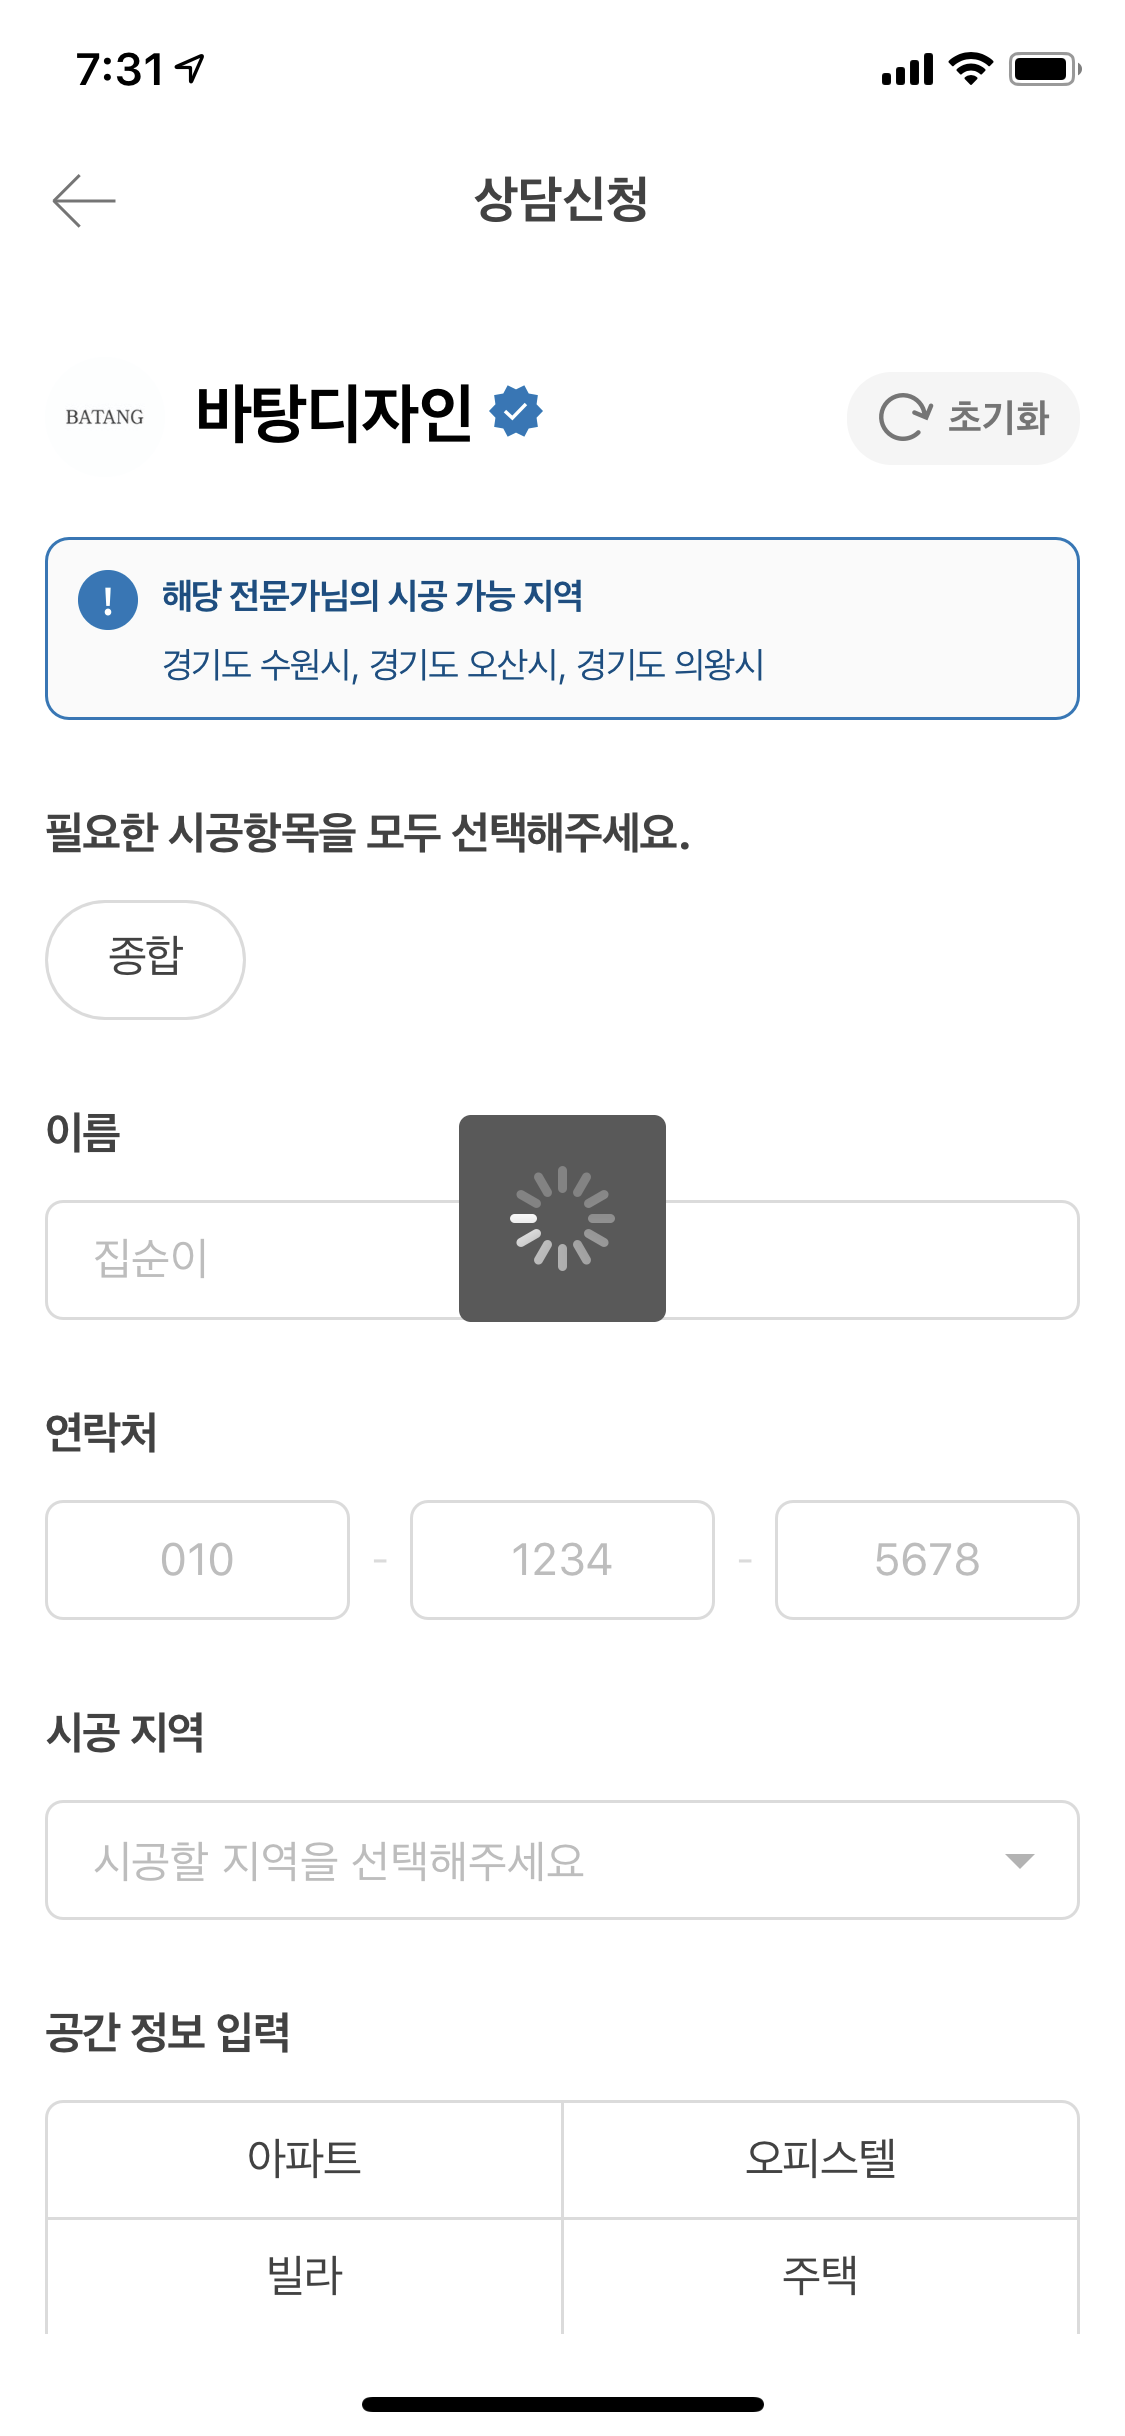 7:31
상담신청
BATANG
바탕디자인
초기화
해당 전문가님의 시공 가능 지역
경기도 수원시, 경기도 오산시, 경기도 의왕시
필요한 시공항목을 모두 선택해주세요.
종합
이름
집순이
연락처
010 - 1234 - 5678
시공 지역
시공할 지역을 선택해주세요
공간 정보 입력
아파트 오피스텔
빌라 주택